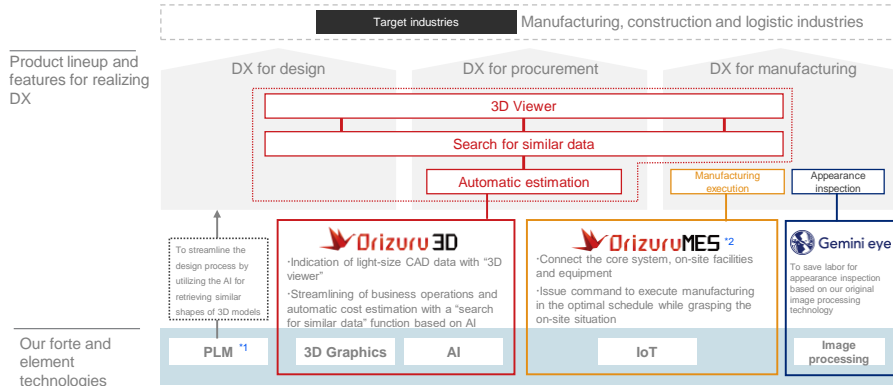 Target industries
Manufacturing, construction and logistic industries
Product lineup and
features for realizing
DX
DX for design
DX for procurement
DX for manufacturing
3D Viewer
Search for similar data
Automatic estimation
Manufacturing
execution
Appearance
inspection
To streamline the
design process by
utilizing the AI for
retrieving similar
shapes of 3D models
Orizuru 3D
·Indication of light-size CAD data with “3D
viewer”
·Streamlining of business operations and
automatic cost estimation with a “search
for similar data” function based on AI
OrizuruMES *2
·Connect the core system, on-site facilities
and equipment
·Issue command to execute manufacturing
in the optimal schedule while grasping the
on-site situation
Gemini eye
To save labor for
appearance inspection
based on our original
image processing
technology
Our forte and
element
technologies
PLM *1
3D Graphics
AI
IoT
Image
processing